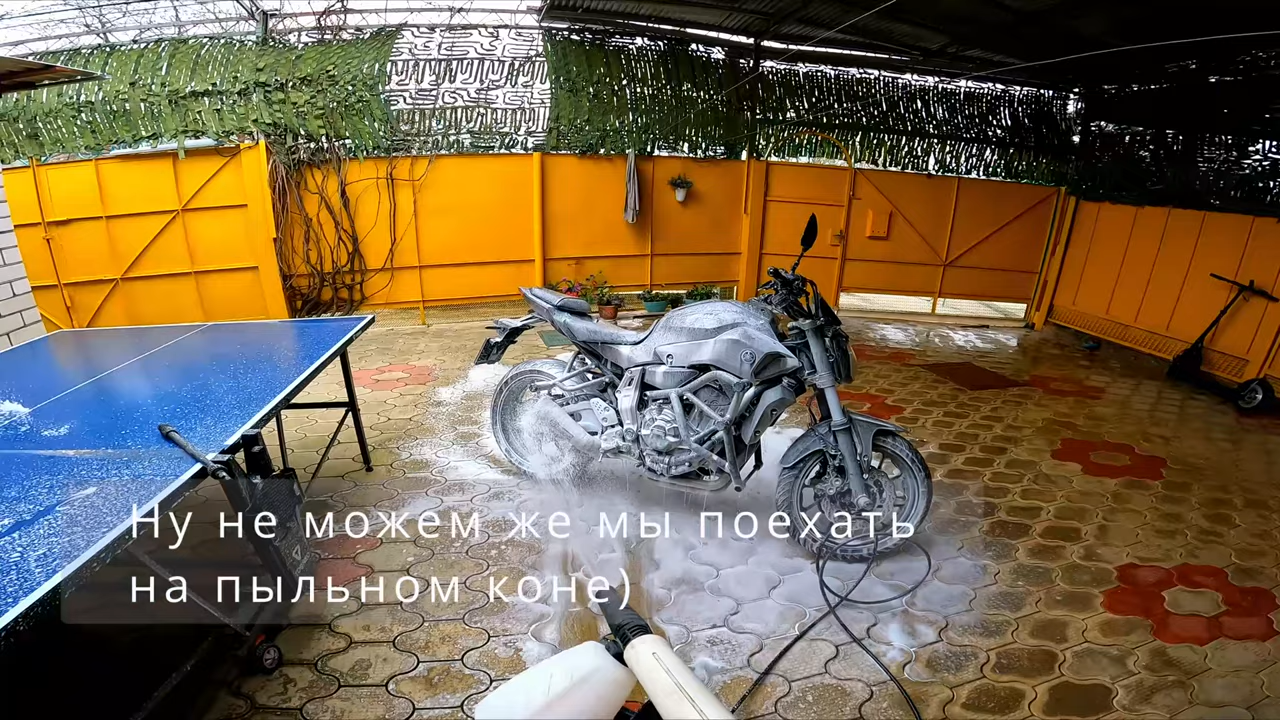 Ну не можем же мы поехать
на пыльном коне)